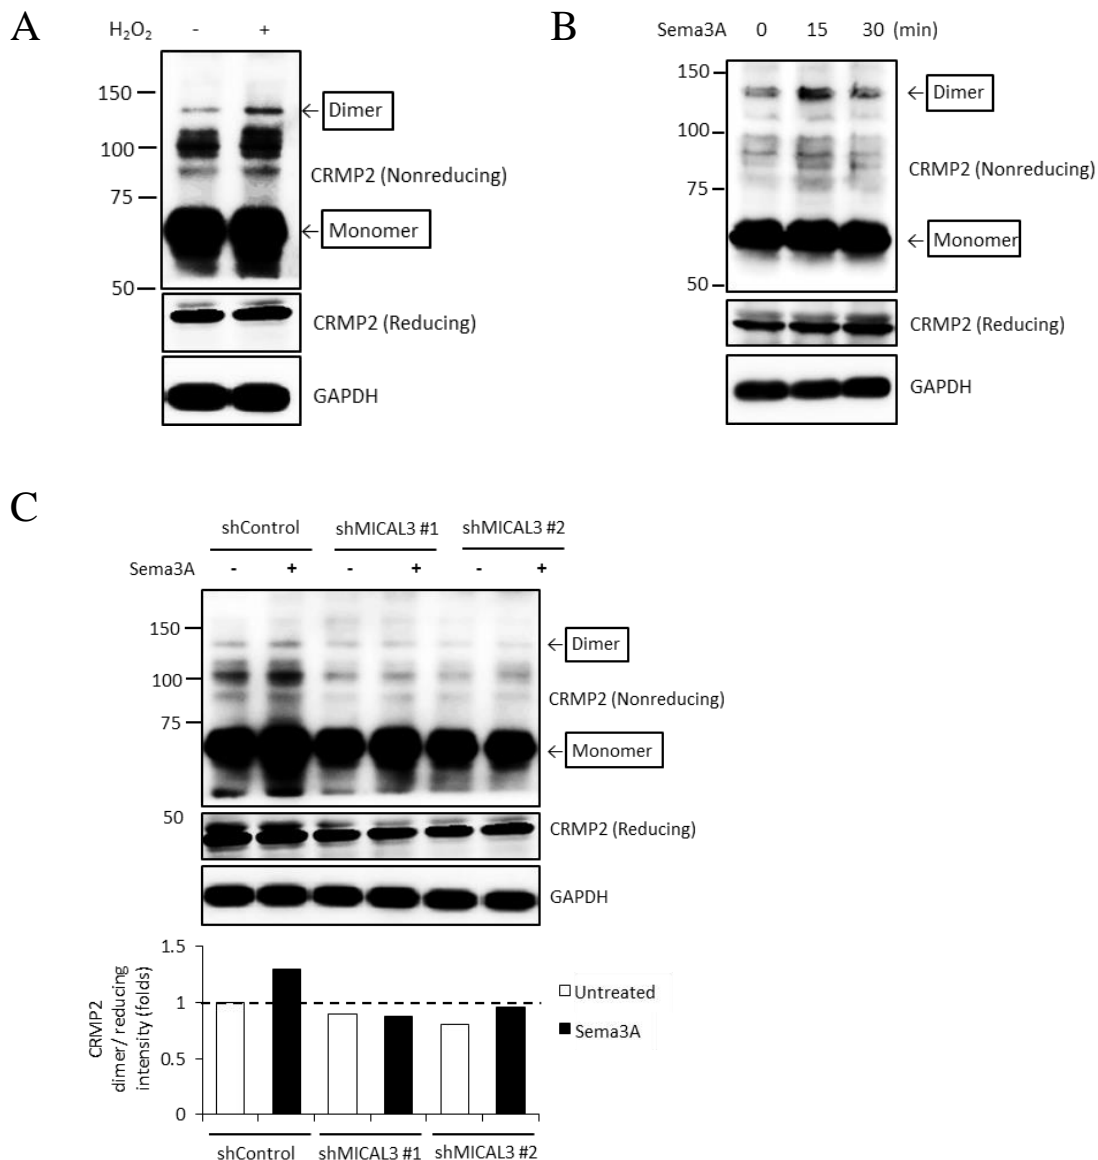 A
H₂O₂ - +
150
100
75
50
Dimer
CRMP2 (Nonreducing)
Monomer
CRMP2 (Reducing)
GAPDH
B
Sema3A 0 15 30 (min)
150
100
75
50
Dimer
CRMP2 (Nonreducing)
Monomer
CRMP2 (Reducing)
GAPDH
C
shControl shMICAL3 #1 shMICAL3 #2
Sema3A - + - + - +
150
100
75
50
Dimer
CRMP2 (Nonreducing)
Monomer
CRMP2 (Reducing)
GAPDH
CRMP2
dimer/ reducing
intensity (folds)
1.5
1
0.5
0
Untreated
Sema3A
shControl shMICAL3 #1 shMICAL3 #2